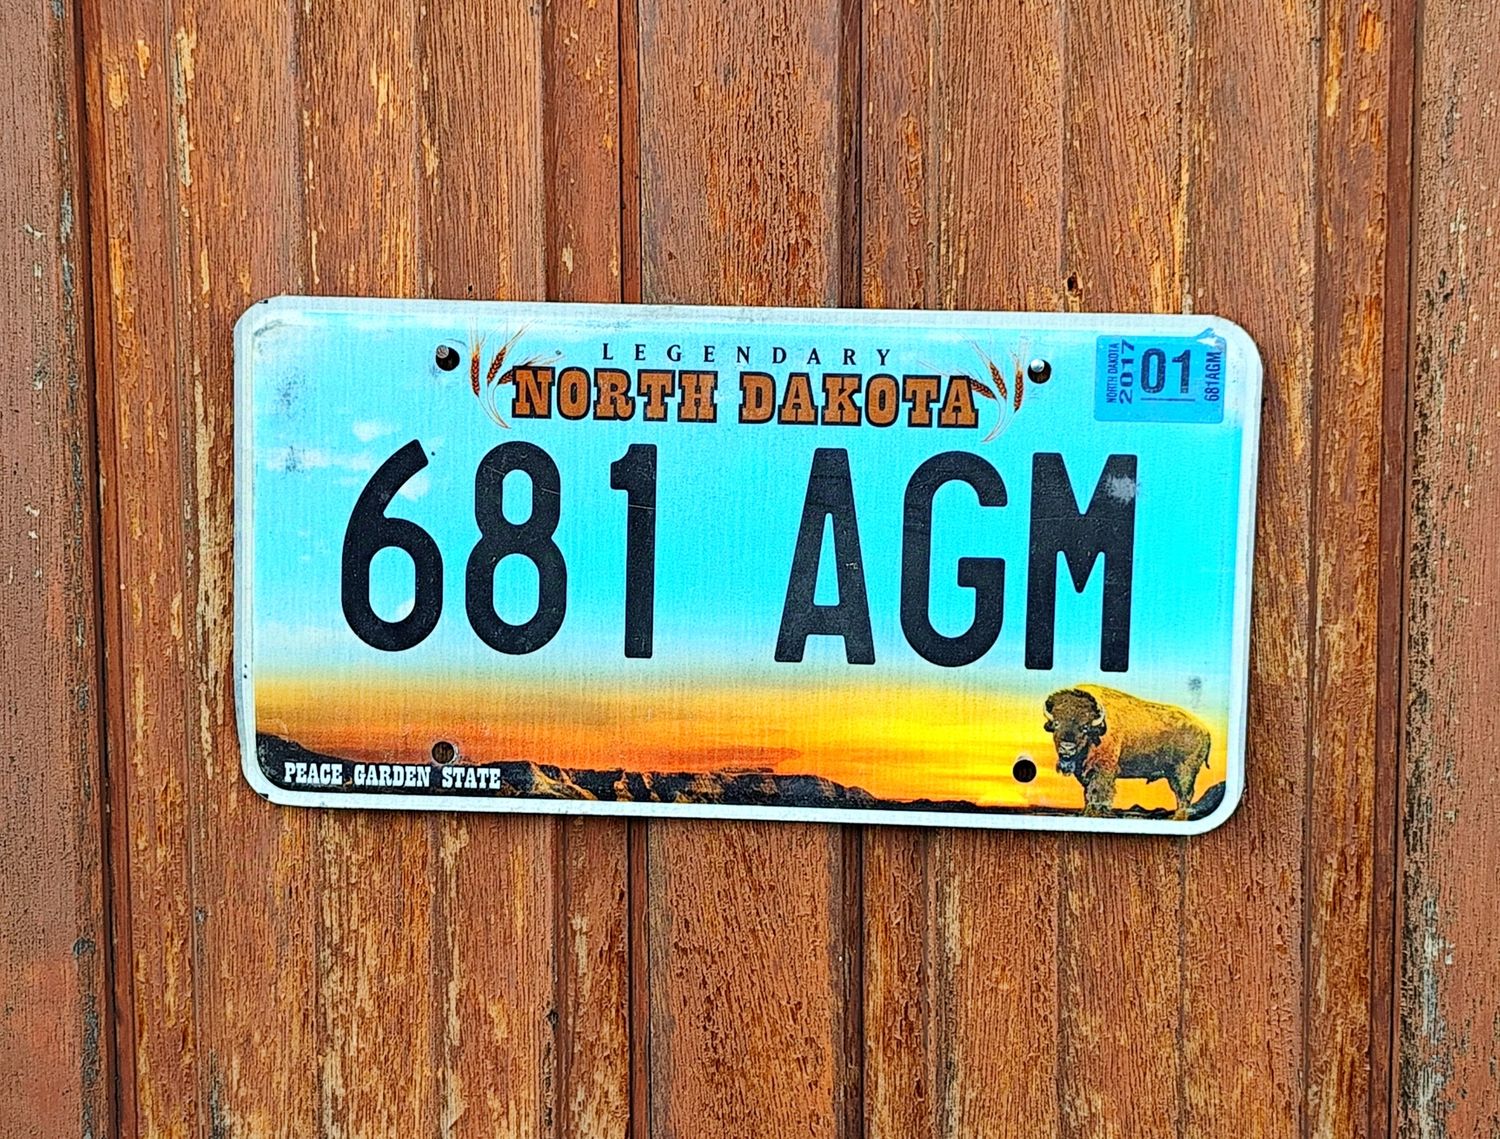 LEGENDARY
NORTH DAKOTA
NORTH DAKOTA
2017
01
681AGM
681 AGM
PEACE GARDEN STATE